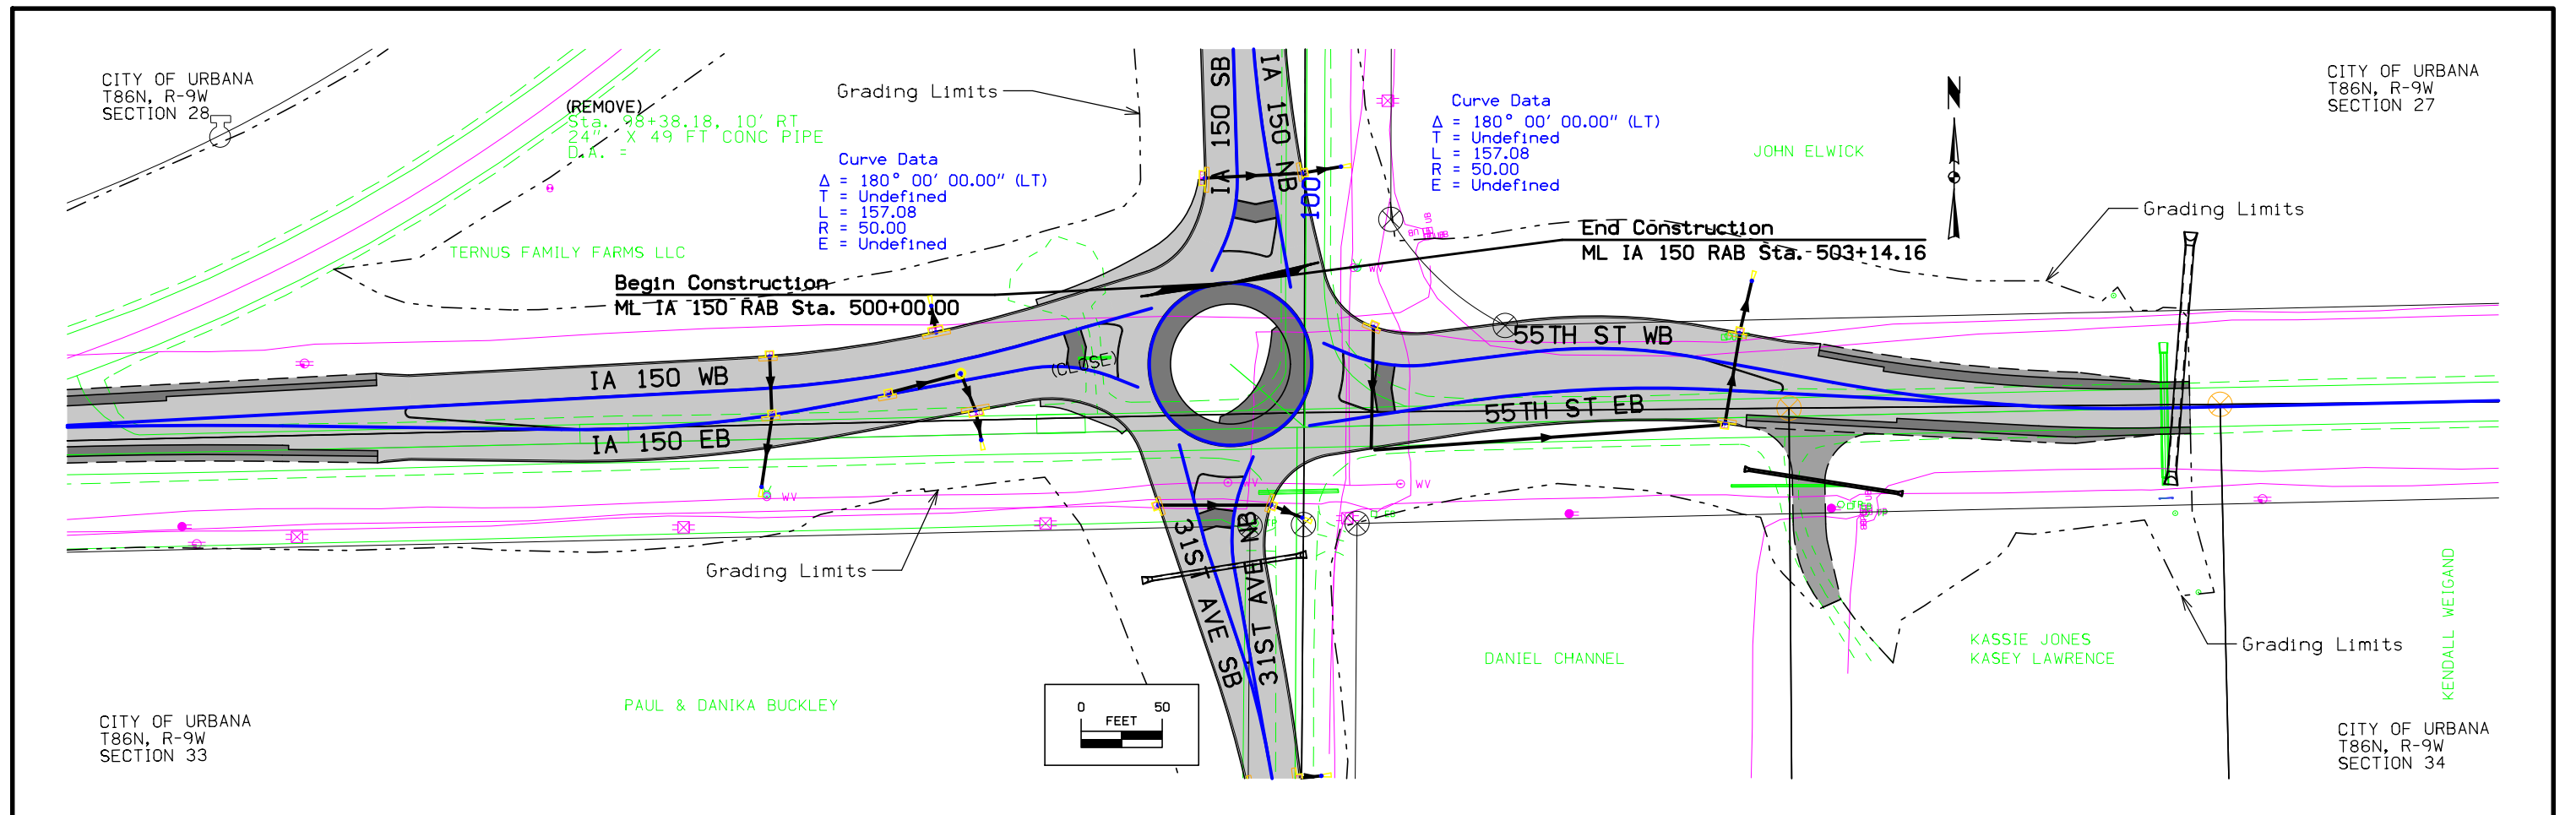 CITY OF URBANA
T86N, R-9W
SECTION 28
(REMOVE)
Sta. 98+38.18, 10' RT
24" X 49 FT CONC PIPE
D.A. =
Grading Limits
Curve Data
Δ = 180° 00' 00.00" (LT)
T = Undefined
L = 157.08
R = 50.00
E = Undefined
TERNUS FAMILY FARMS LLC
Begin Construction
ML IA 150 RAB Sta. 500+00.00
IA 150 SB
IA 150 NB
100
Curve Data
Δ = 180° 00' 00.00" (LT)
T = Undefined
L = 157.08
R = 50.00
E = Undefined
JOHN ELWICK
N
CITY OF URBANA
T86N, R-9W
SECTION 27
Grading Limits
End Construction
ML IA 150 RAB Sta. 503+14.16
WV
IA 150 WB
IA 150 EB
(CLOSE)
55TH ST WB
55TH ST EB
WV
WV
WV
Grading Limits
31ST AVE SB
31ST AVE NB
PAUL & DANIKA BUCKLEY
0 50
FEET
DANIEL CHANNEL
KASSIE JONES
KASEY LAWRENCE
Grading Limits
KENDALL WEIGAND
CITY OF URBANA
T86N, R-9W
SECTION 33
CITY OF URBANA
T86N, R-9W
SECTION 34